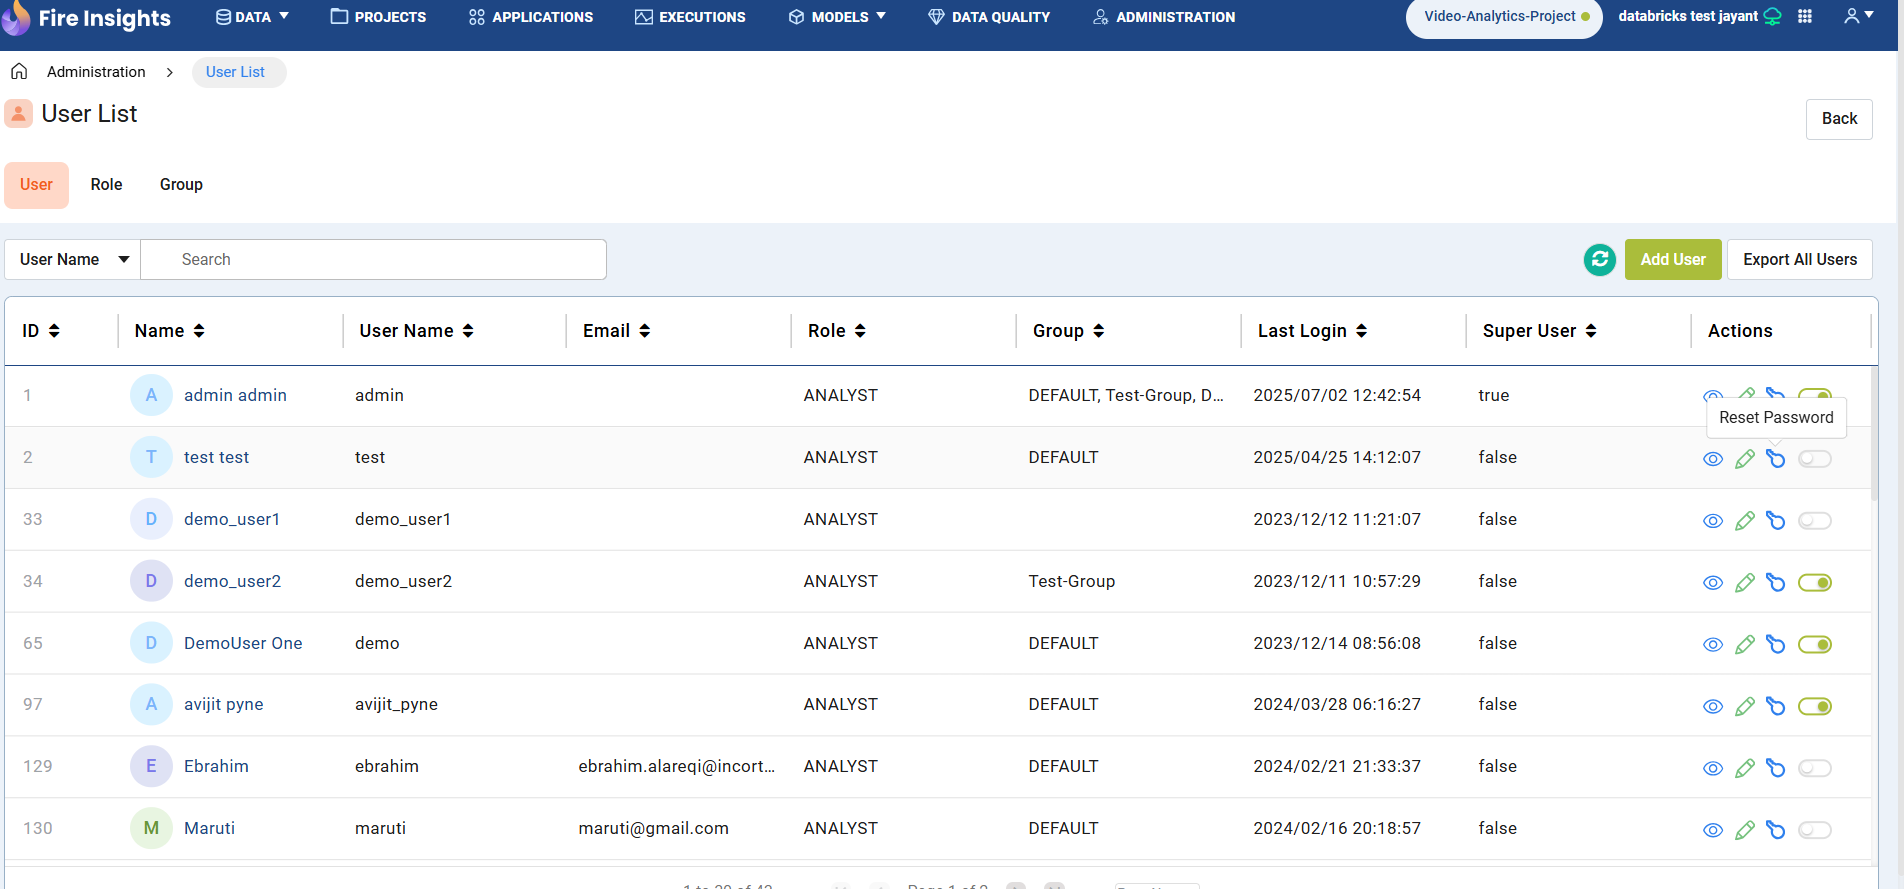 Fire Insights DATA PROJECTS APPLICATIONS EXECUTIONS MODELS DATA QUALITY ADMINISTRATION Video-Analytics-Project databricks test jayant
Administration > User List
User List
Back
User Role Group
User Name Search Add User Export All Users
ID Name User Name Email Role Group Last Login Super User Actions
1 A admin admin admin ANALYST DEFAULT, Test-Group, D... 2025/07/02 12:42:54 true
Reset Password
2 T test test test ANALYST DEFAULT 2025/04/25 14:12:07 false
33 D demo_user1 demo_user1 ANALYST 2023/12/12 11:21:07 false
34 D demo_user2 demo_user2 ANALYST Test-Group 2023/12/11 10:57:29 false
65 D DemoUser One demo ANALYST DEFAULT 2023/12/14 08:56:08 false
97 A avijit pyne avijit_pyne ANALYST DEFAULT 2024/03/28 06:16:27 false
129 E Ebrahim ebrahim ebrahim.alareqi@incort... ANALYST DEFAULT 2024/02/21 21:33:37 false
130 M Maruti maruti maruti@gmail.com ANALYST DEFAULT 2024/02/16 20:18:57 false